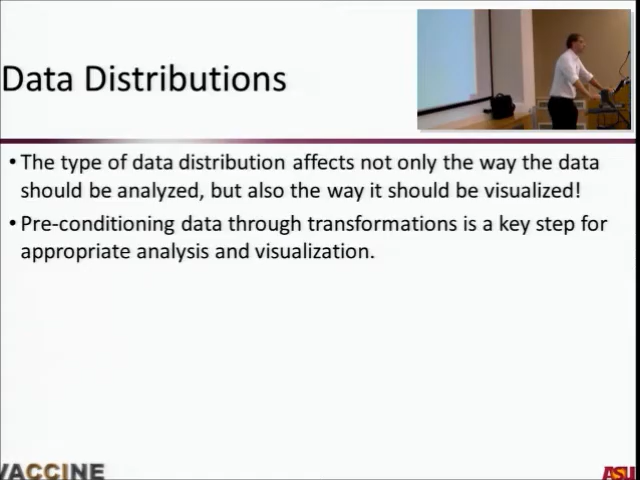 Data Distributions
• The type of data distribution affects not only the way the data
should be analyzed, but also the way it should be visualized!
• Pre-conditioning data through transformations is a key step for
appropriate analysis and visualization.
VACCINE
ASU